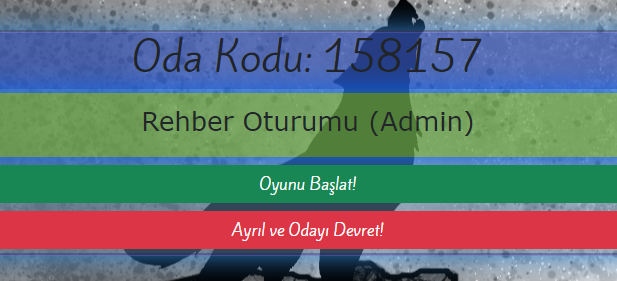 Oda Kodu: 158157
Rehber Oturumu (Admin)
Oyunu Başlat!
Ayrıl ve Odayı Devret!